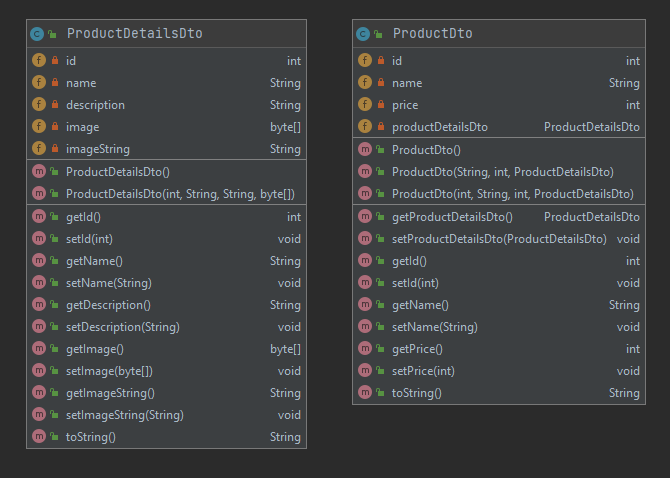 ProductDetailsDto
id int
name String
description String
image byte[]
imageString String
ProductDetailsDto()
ProductDetailsDto(int, String, String, byte[])
getId() int
setId(int) void
getName() String
setName(String) void
getDescription() String
setDescription(String) void
getImage() byte[]
setImage(byte[]) void
getImageString() String
setImageString(String) void
toString() String
ProductDto
id int
name String
price int
productDetailsDto ProductDetailsDto
ProductDto()
ProductDto(String, int, ProductDetailsDto)
ProductDto(int, String, int, ProductDetailsDto)
getProductDetailsDto() ProductDetailsDto
setProductDetailsDto(ProductDetailsDto) void
getId() int
setId(int) void
getName() String
setName(String) void
getPrice() int
setPrice(int) void
toString() String